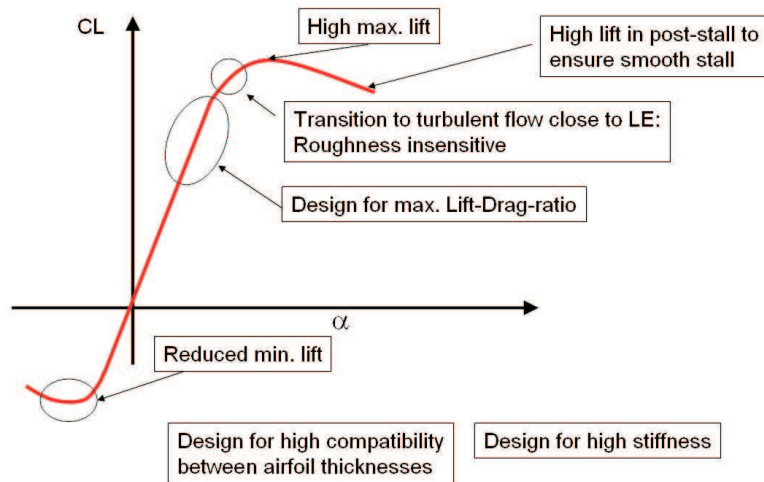 CL
High max. lift
High lift in post-stall to
ensure smooth stall
Transition to turbulent flow close to LE:
Roughness insensitive
Design for max. Lift-Drag-ratio
α
Reduced min. lift
Design for high compatibility
between airfoil thicknesses
Design for high stiffness